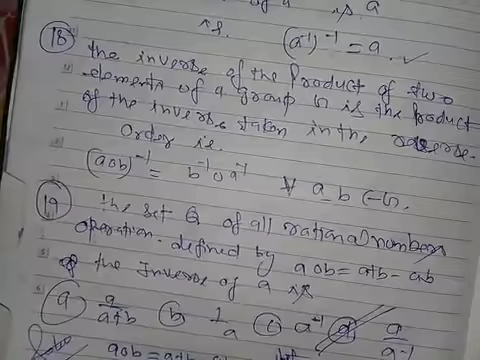 of a is a
i.e. (a⁻¹)⁻¹ = a.
(18) the inverse of the Product of two
elements of a group G is the Product
of the inverse taken in the reverse
Order i.e.
(aob)⁻¹ = b⁻¹oa⁻¹ ∀ a, b ∈ G.
(19) the set Q of all rational numbers
operation defined by aob = a+b-ab
the Inverse of a is
(a) a/a+b (b) 1/a (c) a⁻¹ (d) a/a-1
aob = a+b